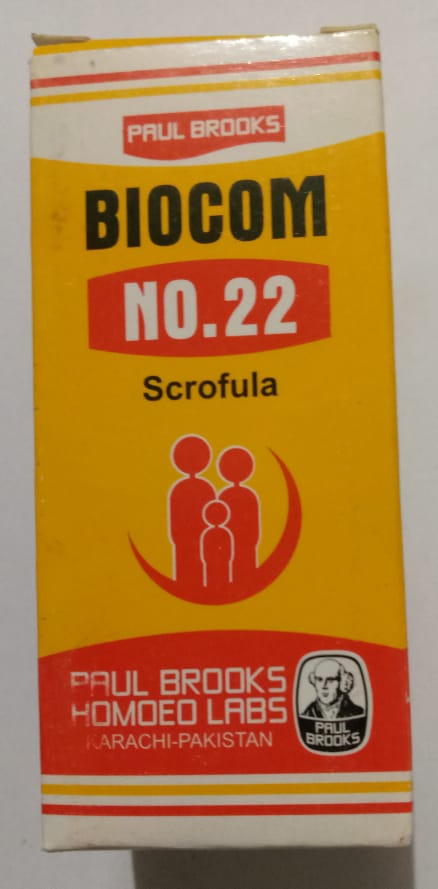 PAUL BROOKS
BIOCOM
NO.22
Scrofula
PAUL BROOKS
HOMOEO LABS
KARACHI-PAKISTAN
PAUL
BROOKS